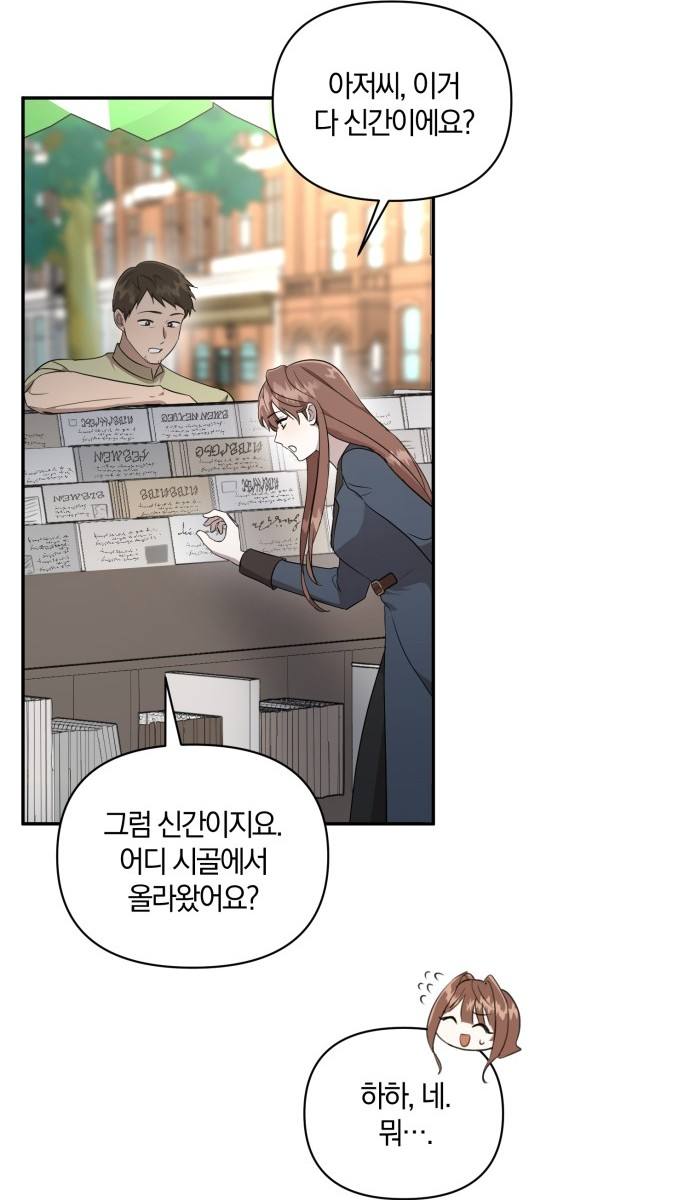 아저씨, 이거
다 신간이에요?
그럼 신간이지요.
어디 시골에서
올라왔어요?
하하, 네.
뭐….